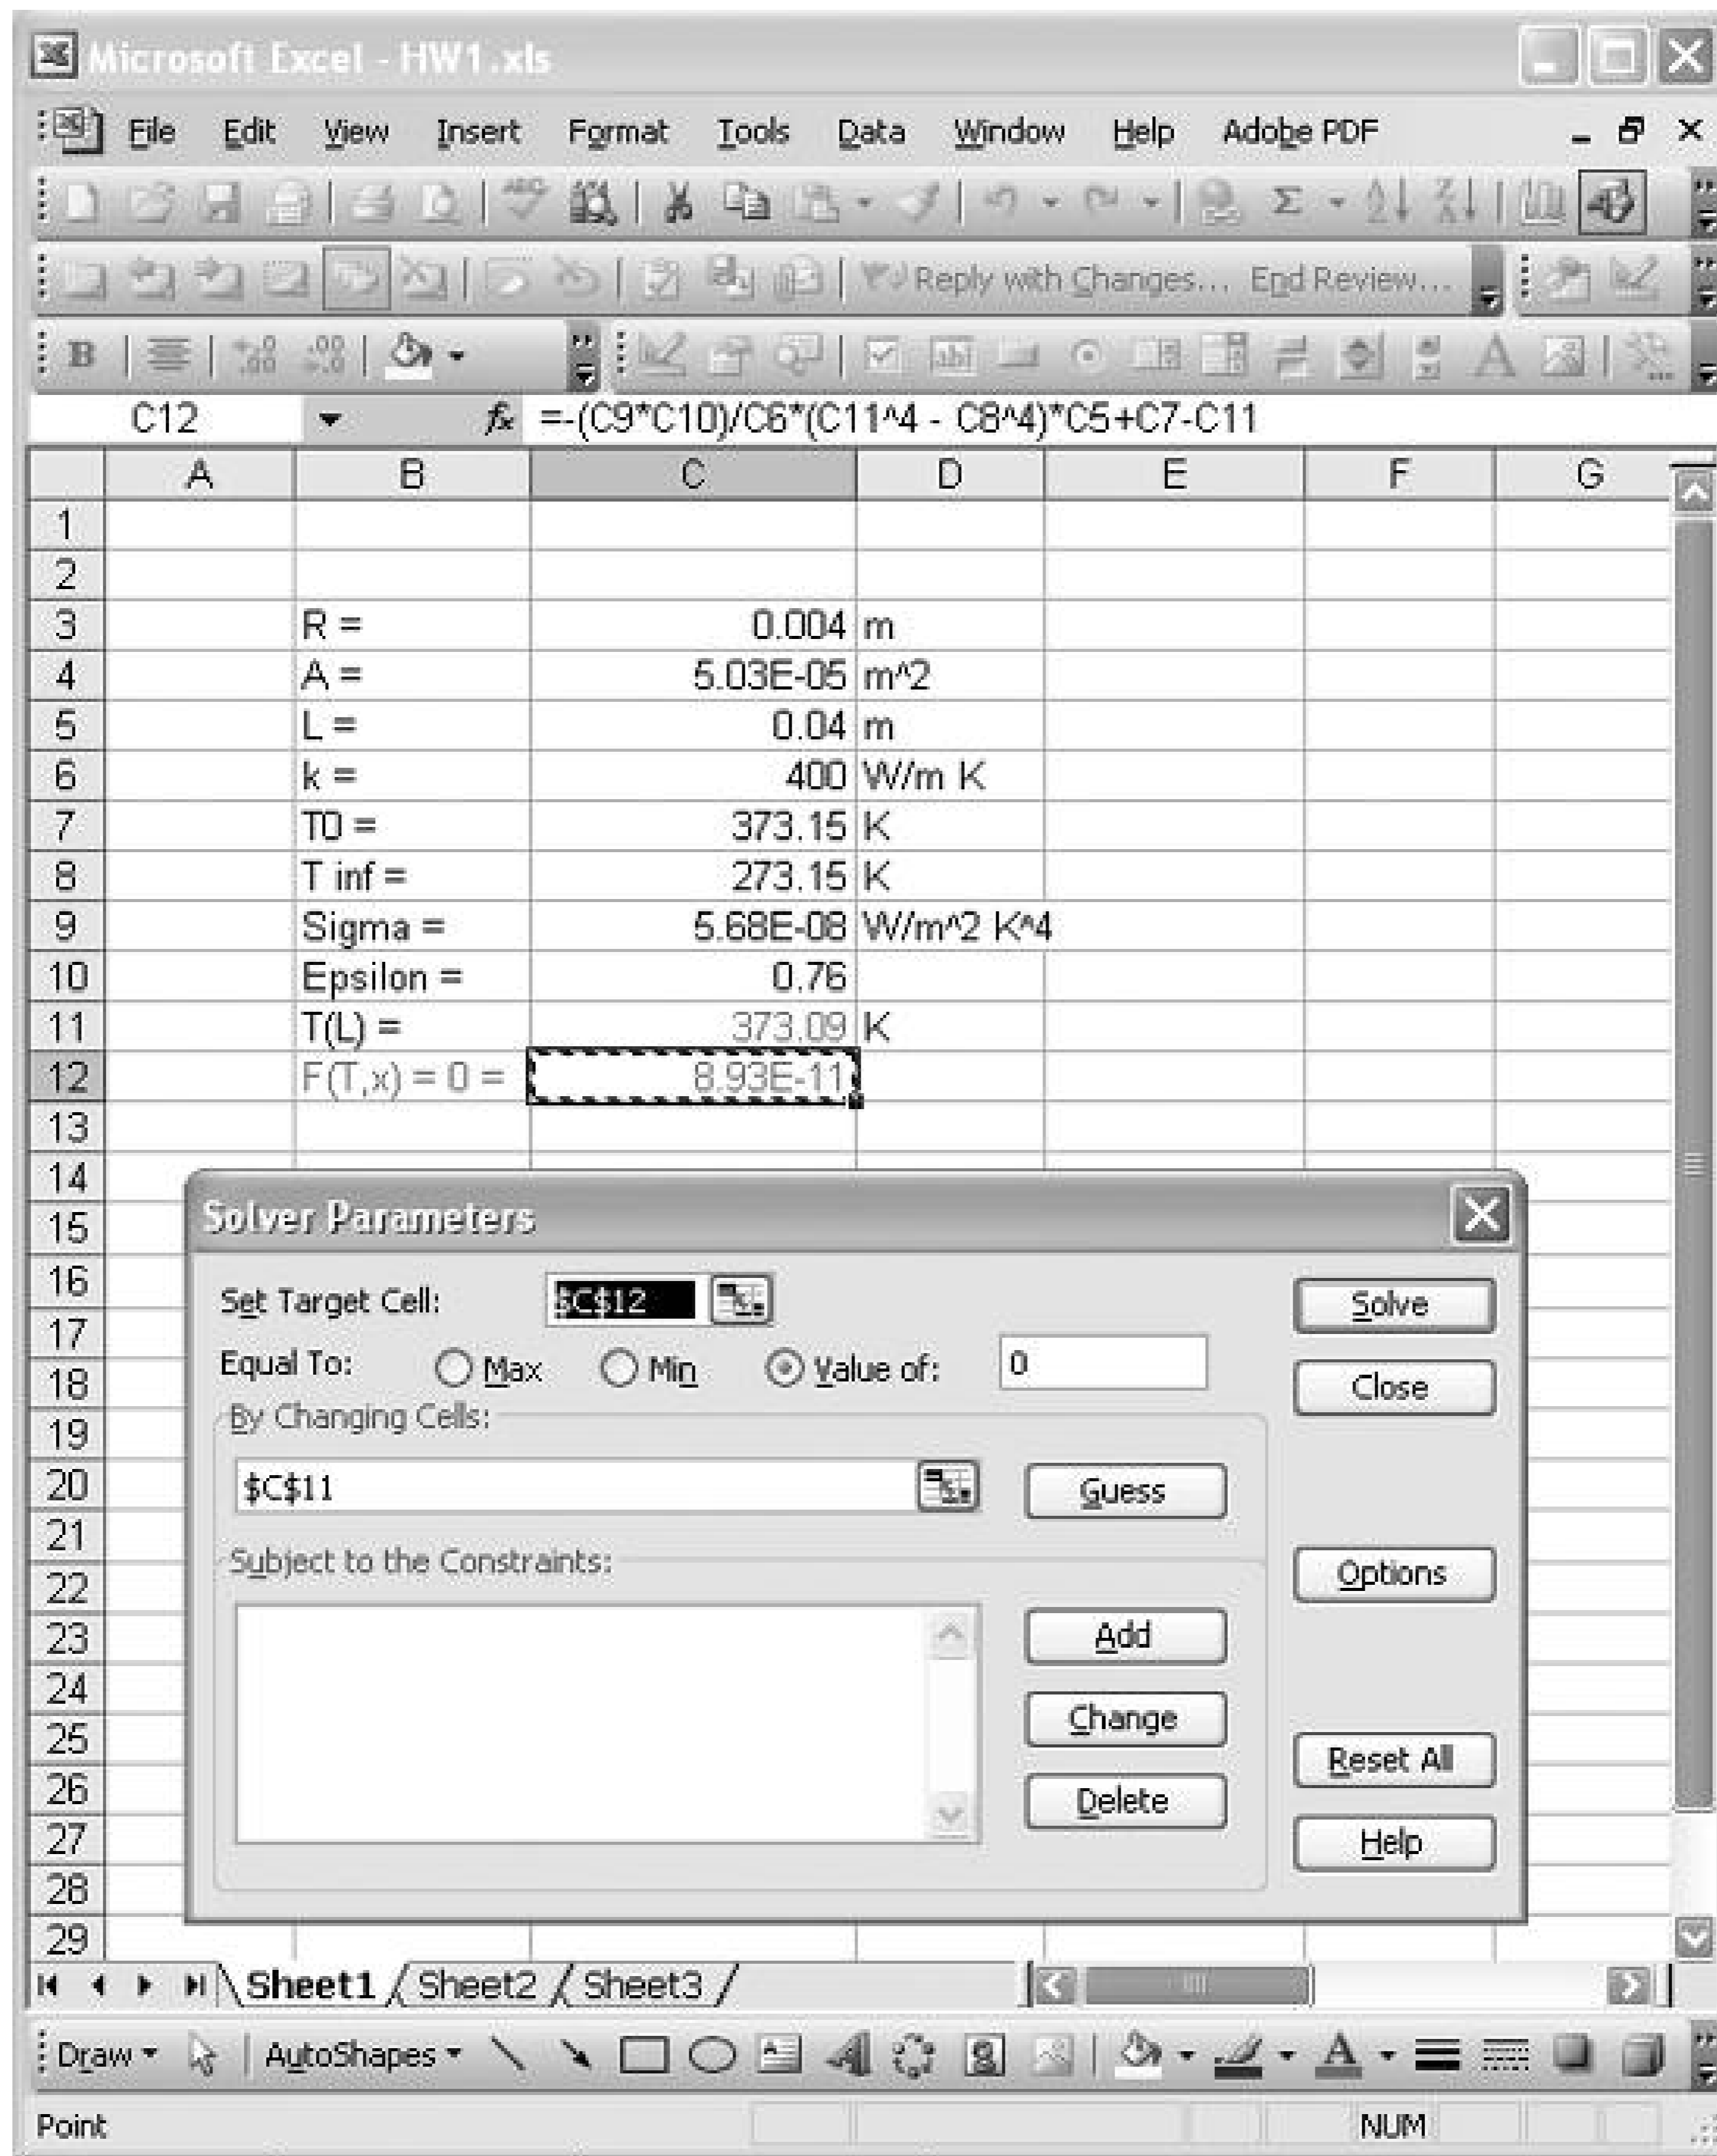 Microsoft Excel - HW1.xls
File Edit View Insert Format Tools Data Window Help Adobe PDF
Reply with Changes... End Review...
B
C12 fx =-(C9*C10)/C6*(C11^4 - C8^4)*C5+C7-C11
A B C D E F G
1
2
3 R = 0.004 m
4 A = 5.03E-05 m^2
5 L = 0.04 m
6 k = 400 W/m K
7 T0 = 373.15 K
8 T inf = 273.15 K
9 Sigma = 5.68E-08 W/m^2 K^4
10 Epsilon = 0.76
11 T(L) = 373.09 K
12 F(T,x) = 0 = 8.93E-11
13
14
15
16
17
18
19
20
21
22
23
24
25
26
27
28
29
Solver Parameters
Set Target Cell: $C$12 Solve
Equal To: Max Min Value of: 0 Close
By Changing Cells:
$C$11 Guess
Subject to the Constraints: Options
Add
Change
Reset All
Delete
Help
Sheet1 Sheet2 Sheet3
Draw AutoShapes
Point NUM